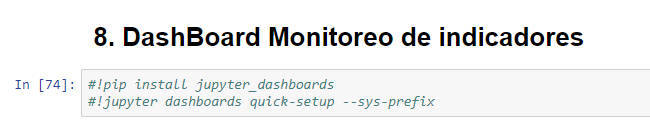 8. DashBoard Monitoreo de indicadores
In [74]: #!pip install jupyter_dashboards
#!jupyter dashboards quick-setup --sys-prefix